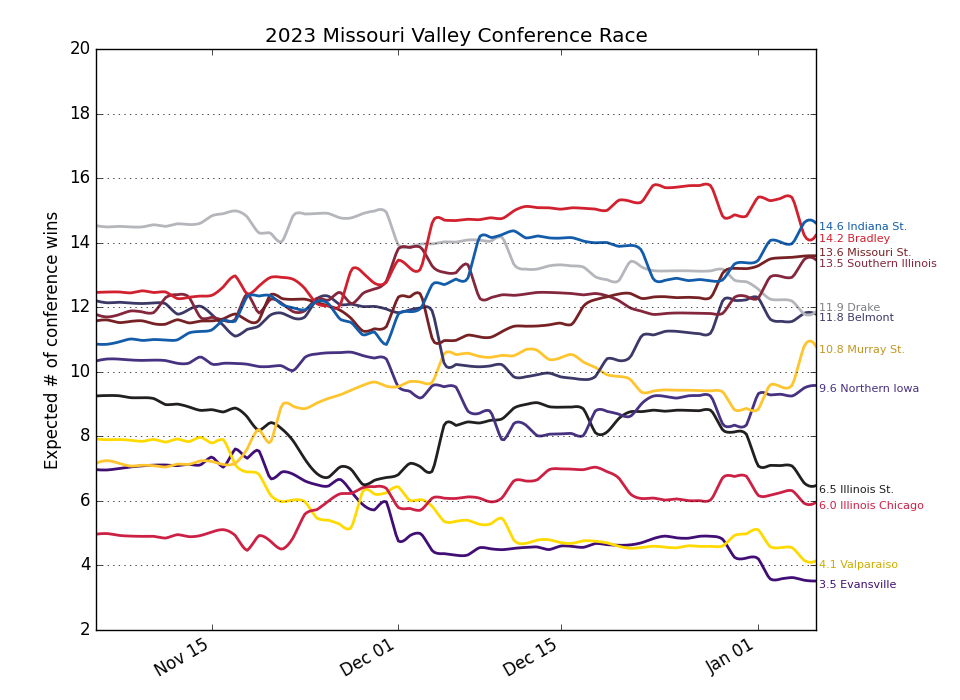 2023 Missouri Valley Conference Race
Expected # of conference wins
20
18
16
14
12
10
8
6
4
2
Nov 15
Dec 01
Dec 15
Jan 01
14.6 Indiana St.
14.2 Bradley
13.6 Missouri St.
13.5 Southern Illinois
11.9 Drake
11.8 Belmont
10.8 Murray St.
9.6 Northern Iowa
6.5 Illinois St.
6.0 Illinois Chicago
4.1 Valparaiso
3.5 Evansville